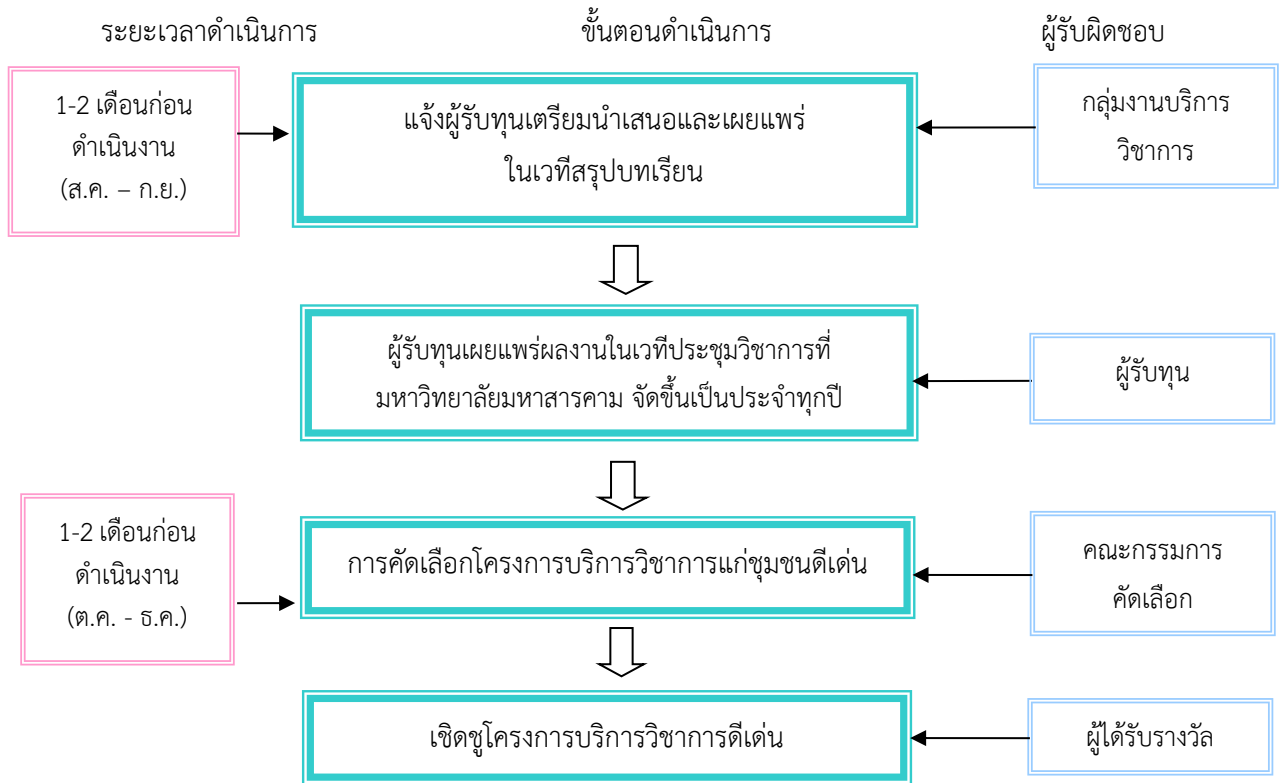 ระยะเวลาดำเนินการ
ขั้นตอนดำเนินการ
ผู้รับผิดชอบ
1-2 เดือนก่อน
ดำเนินงาน
(ส.ค. – ก.ย.)
แจ้งผู้รับทุนเตรียมนำเสนอและเผยแพร่
ในเวทีสรุปบทเรียน
กลุ่มงานบริการ
วิชาการ
ผู้รับทุนเผยแพร่ผลงานในเวทีประชุมวิชาการที่
มหาวิทยาลัยมหาสารคาม จัดขึ้นเป็นประจำทุกปี
ผู้รับทุน
1-2 เดือนก่อน
ดำเนินงาน
(ต.ค. - ธ.ค.)
การคัดเลือกโครงการบริการวิชาการแก่ชุมชนดีเด่น
คณะกรรมการ
คัดเลือก
เชิดชูโครงการบริการวิชาการดีเด่น
ผู้ได้รับรางวัล